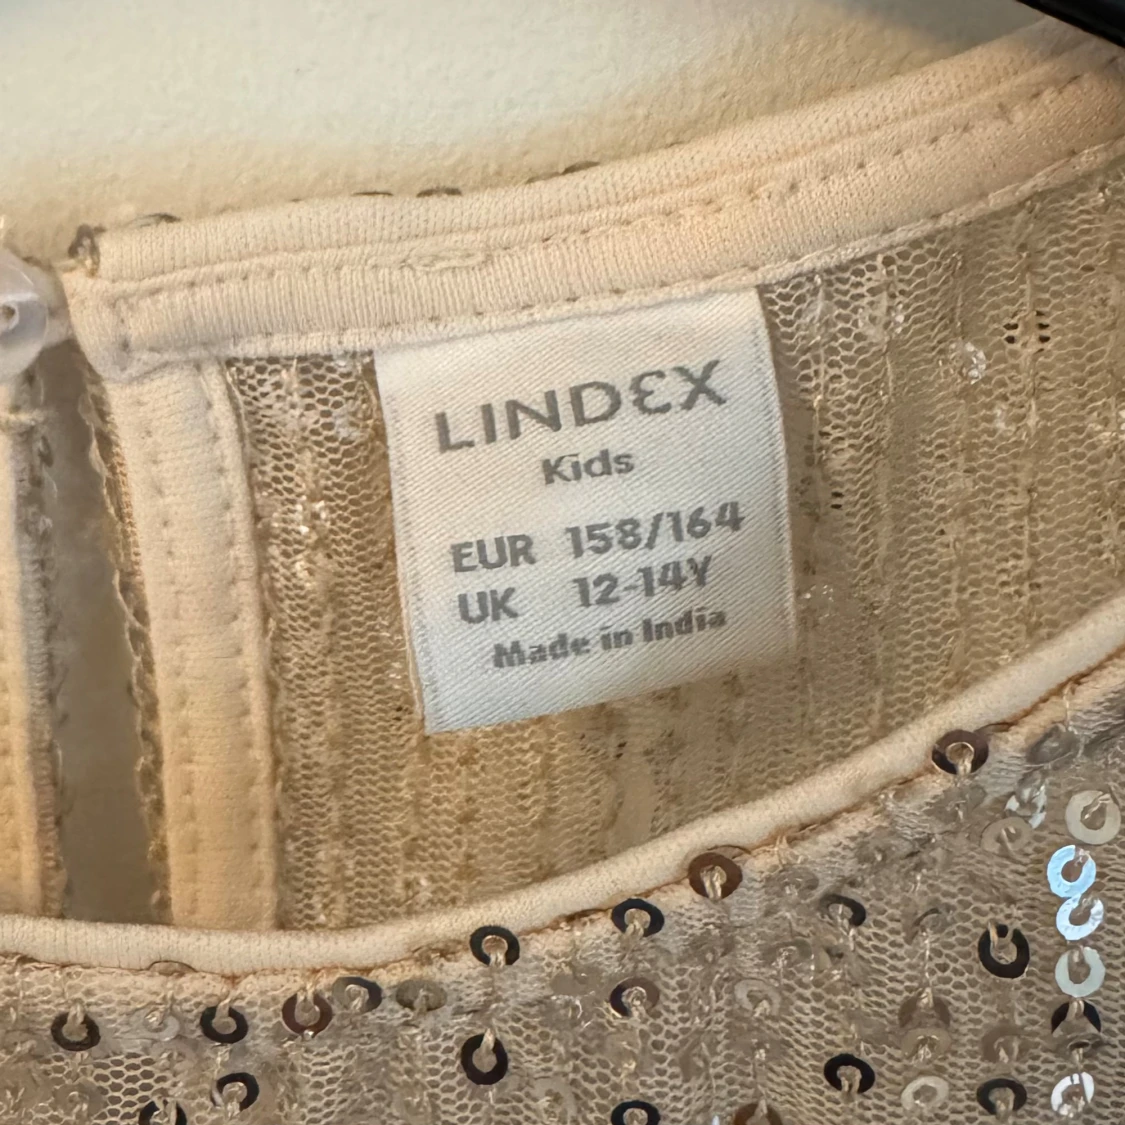 LINDEX
Kids
EUR 158/164
UK 12-14Y
Made in India